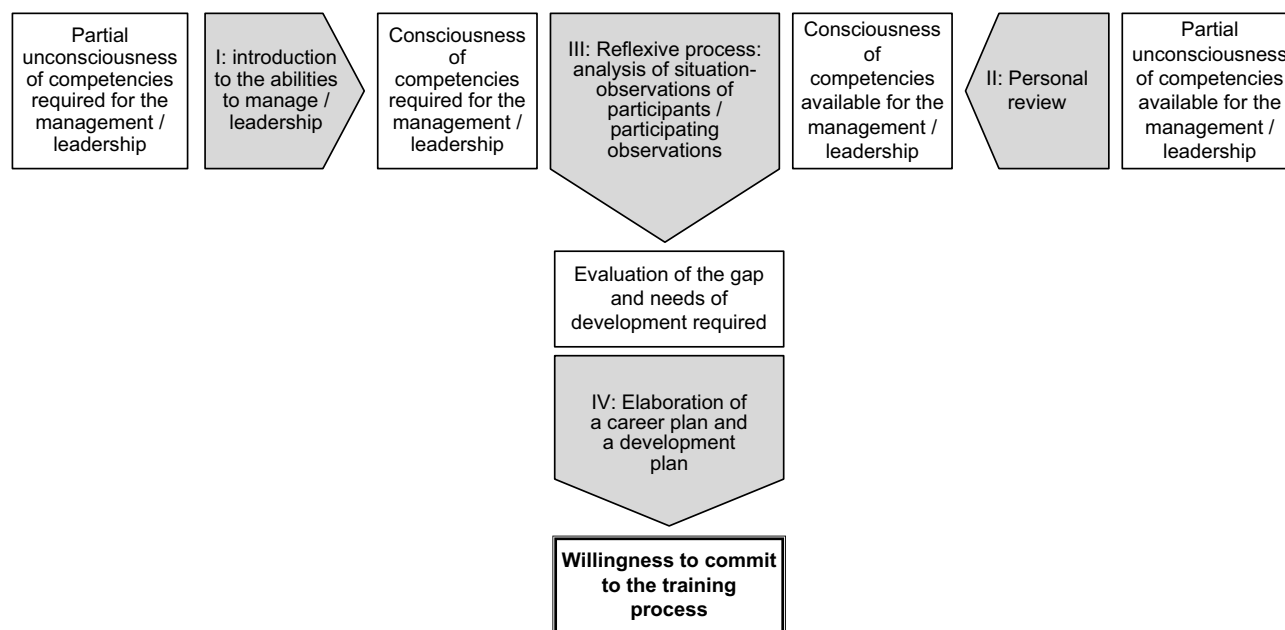 Partial
unconsciousness
of competencies
required for the
management /
leadership
I: introduction
to the abilities
to manage /
leadership
Consciousness
of
competencies
required for the
management /
leadership
III: Reflexive process:
analysis of situation-
observations of
participants /
participating
observations
Consciousness
of
competencies
available for the
management /
leadership
II: Personal
review
Partial
unconsciousness
of competencies
available for the
management /
leadership
Evaluation of the gap
and needs of
development required
IV: Elaboration of
a career plan and
a development
plan
Willingness to commit
to the training
process